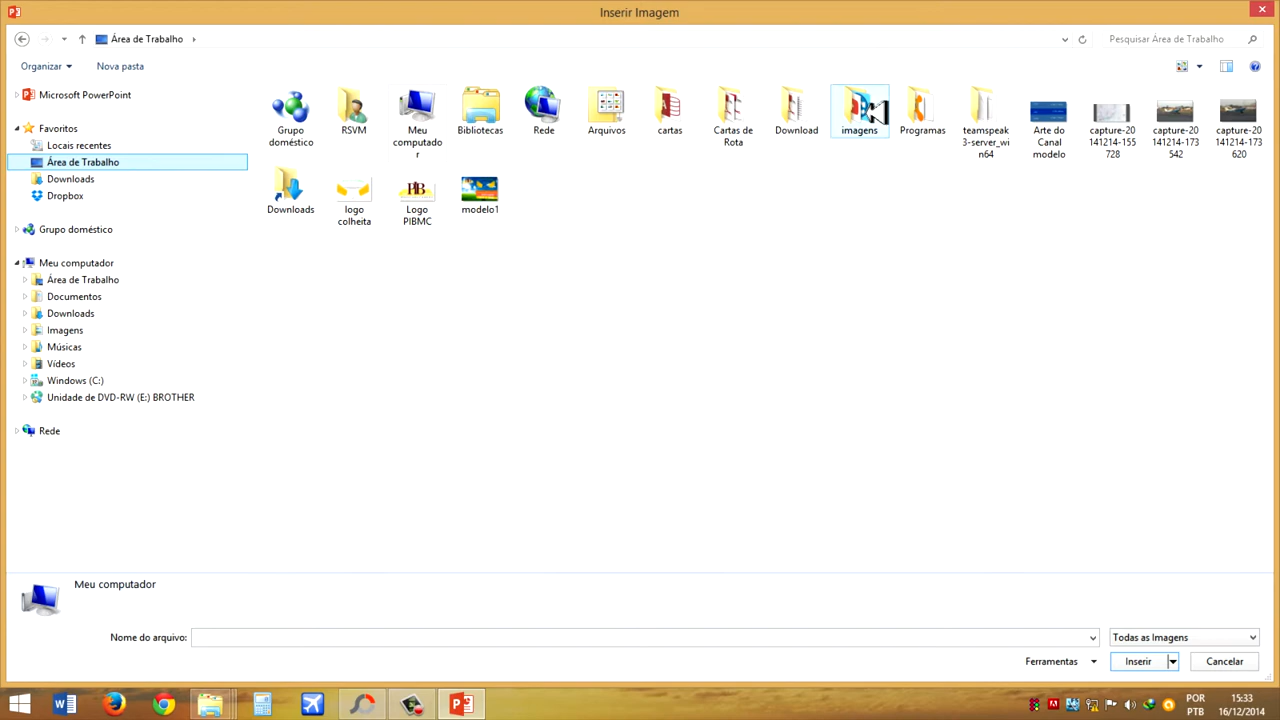 Inserir Imagem
Área de Trabalho
Pesquisar Área de Trabalho
Organizar
Nova pasta
Microsoft PowerPoint
Favoritos
Locais recentes
Área de Trabalho
Downloads
Dropbox
Grupo doméstico
Meu computador
Área de Trabalho
Documentos
Downloads
Imagens
Músicas
Vídeos
Windows (C:)
Unidade de DVD-RW (E:) BROTHER
Rede
Grupo
doméstico
RSVM
Meu
computado
r
Bibliotecas
Rede
Arquivos
cartas
Cartas de
Rota
Download
imagens
Programas
teamspeak
3-server_wi
n64
Arte do
Canal
modelo
capture-20
141214-155
728
capture-20
141214-173
542
capture-20
141214-173
620
Downloads
logo
colheita
PIB
Logo
PIBMC
modelo1
Meu computador
Nome do arquivo:
Todas as Imagens
Ferramentas
Inserir
Cancelar
POR
PTB
15:33
16/12/2014